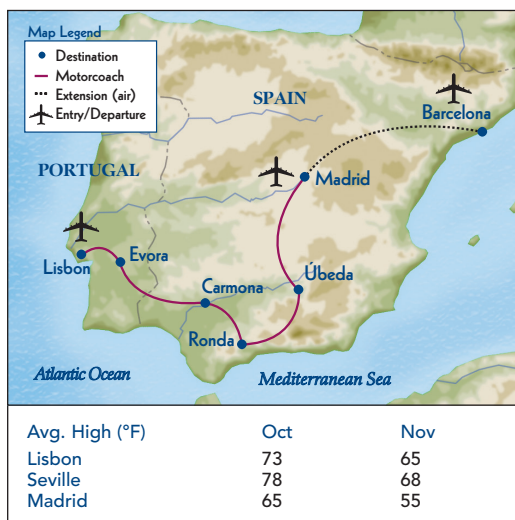 Map Legend
Destination
Motorcoach
Extension (air)
Entry/Departure
SPAIN
Barcelona
PORTUGAL
Madrid
Lisbon
Evora
Carmona
Úbeda
Ronda
Atlantic Ocean
Mediterranean Sea
Avg. High (°F) Oct Nov
Lisbon 73 65
Seville 78 68
Madrid 65 55